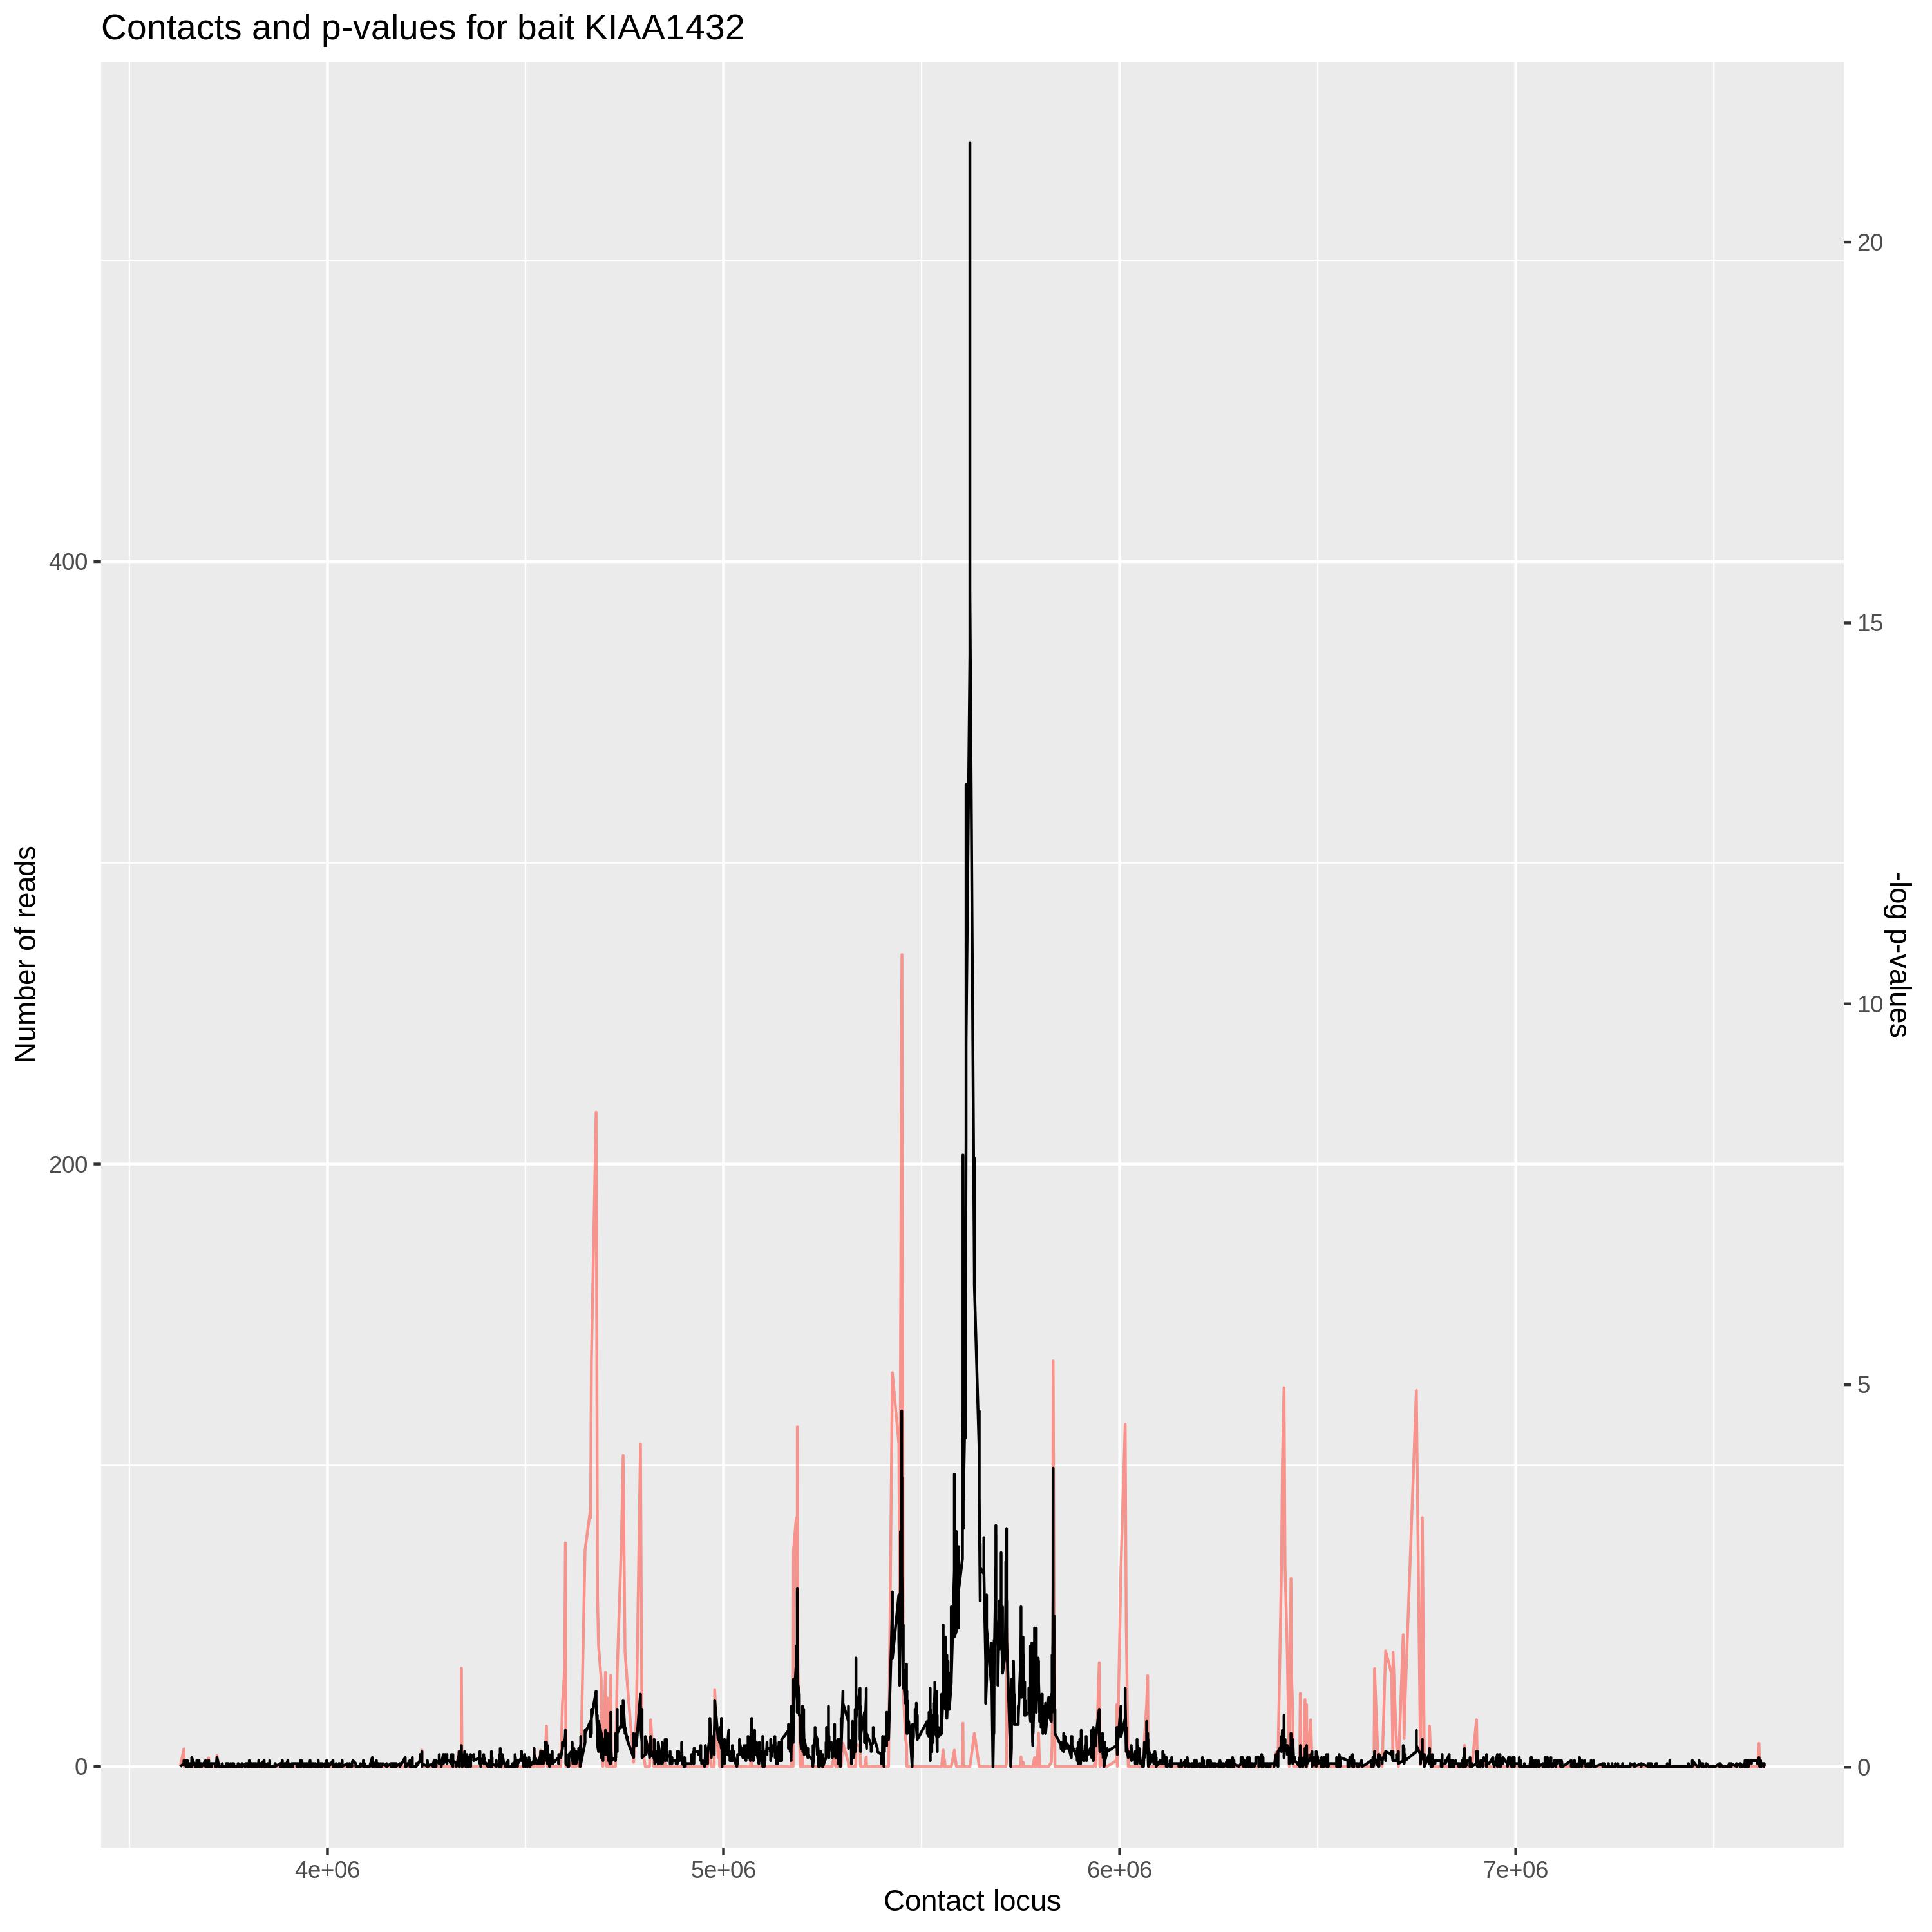 Contacts and p-values for bait KIAA1432
Number of reads
400
200
0
20
15
10
5
0
-log p-values
4e+06 5e+06 6e+06 7e+06
Contact locus